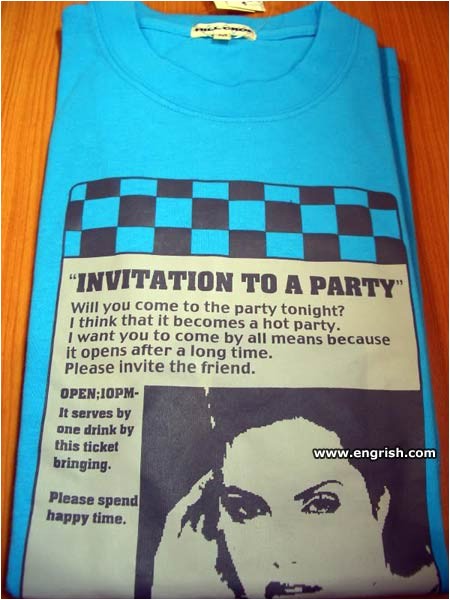 HILL CROSS
"INVITATION TO A PARTY"
Will you come to the party tonight?
I think that it becomes a hot party.
I want you to come by all means because
it opens after a long time.
Please invite the friend.
OPEN;10PM-
It serves by
one drink by
this ticket
bringing.
Please spend
happy time.
www.engrish.com